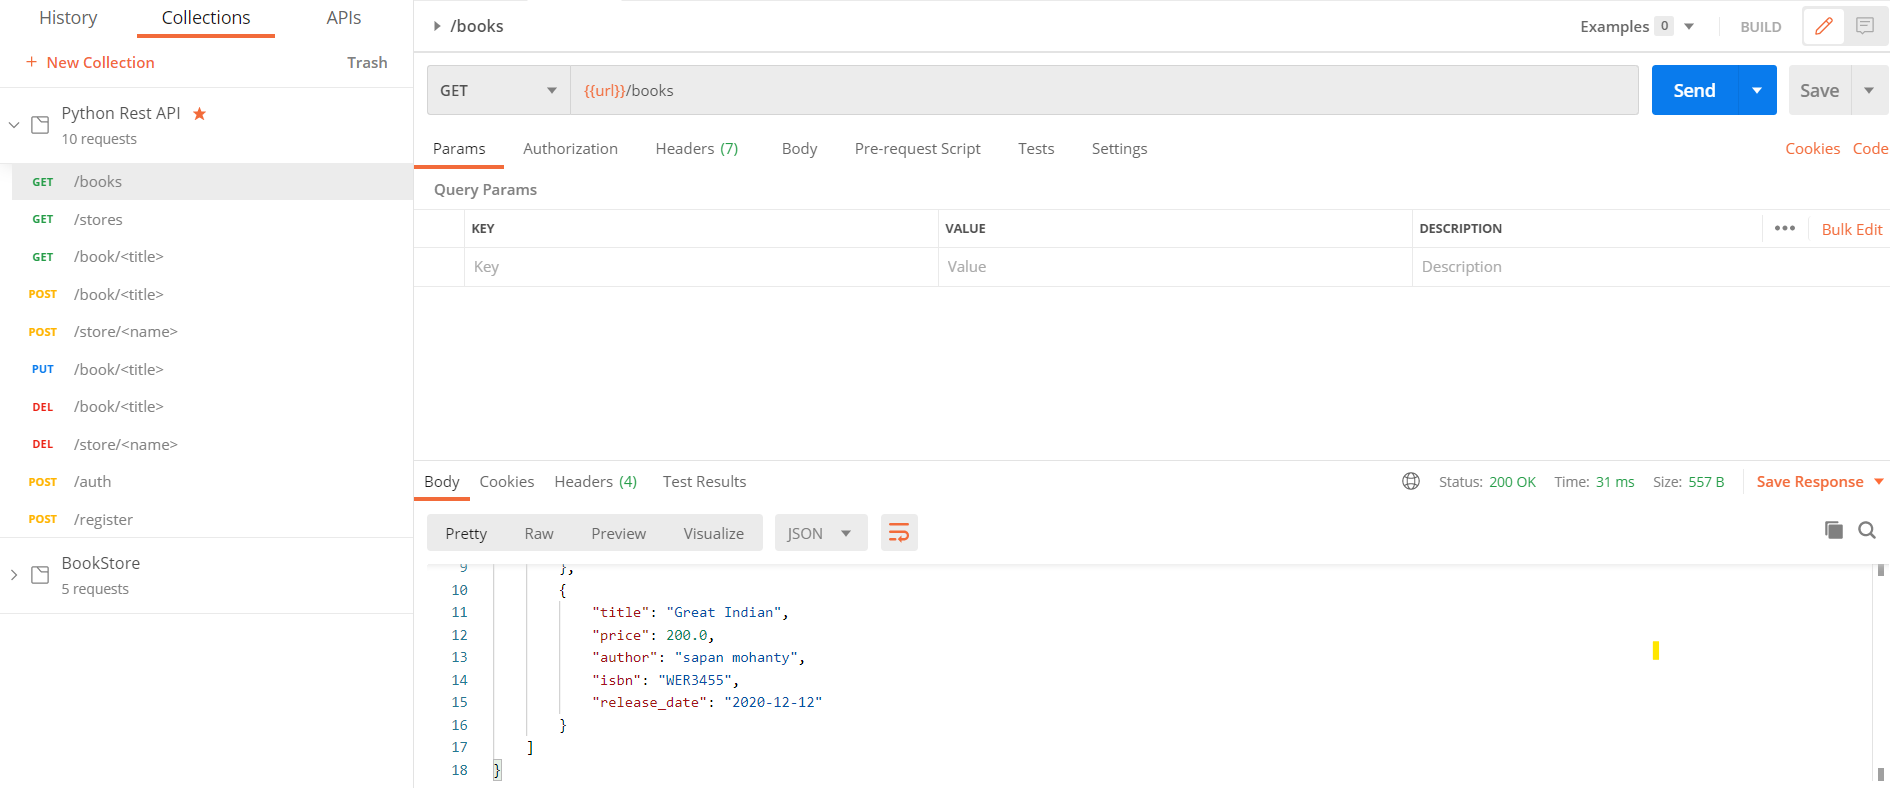 History Collections APIs
+ New Collection Trash
Python Rest API
10 requests
GET /books
GET /stores
GET /book/<title>
POST /book/<title>
POST /store/<name>
PUT /book/<title>
DEL /book/<title>
DEL /store/<name>
POST /auth
POST /register
BookStore
5 requests
/books Examples 0 BUILD
GET {{url}}/books Send Save
Params Authorization Headers (7) Body Pre-request Script Tests Settings Cookies Code
Query Params
KEY VALUE DESCRIPTION ••• Bulk Edit
Key Value Description
Body Cookies Headers (4) Test Results Status: 200 OK Time: 31 ms Size: 557 B Save Response
Pretty Raw Preview Visualize JSON
9 },
10 {
11 "title": "Great Indian",
12 "price": 200.0,
13 "author": "sapan mohanty",
14 "isbn": "WER3455",
15 "release_date": "2020-12-12"
16 }
17 ]
18 }